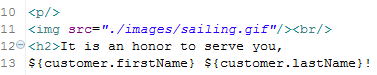 10 <p/>
11 <img src="./images/sailing.gif"/><br/>
12 <h2>It is an honor to serve you,
13 ${customer.firstName} ${customer.lastName}!